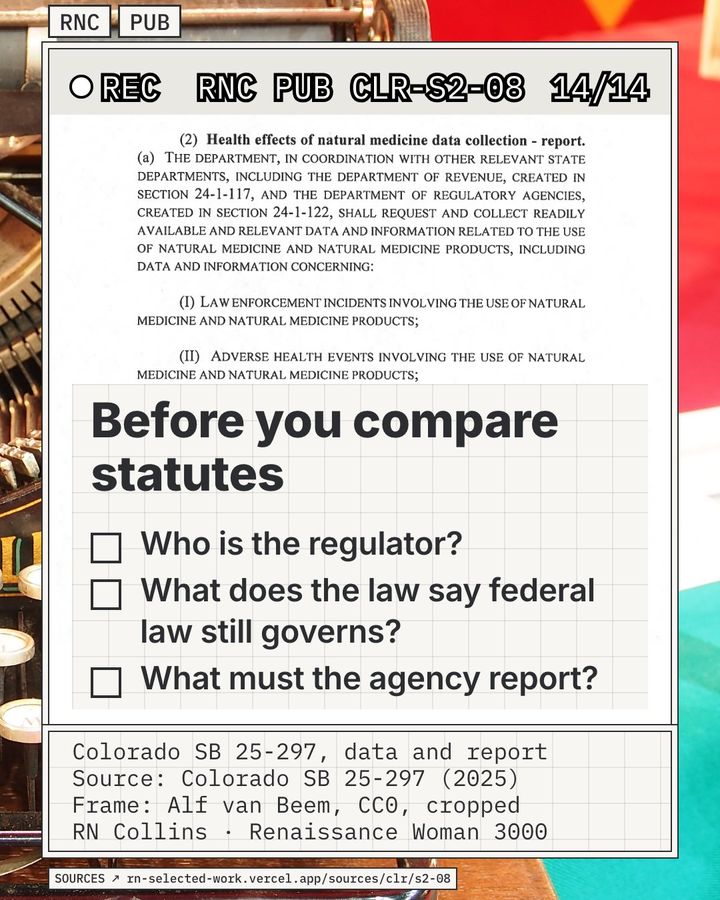 RNC PUB
REC RNC PUB CLR-S2-08 14/14
(2) Health effects of natural medicine data collection - report.
(a) THE DEPARTMENT, IN COORDINATION WITH OTHER RELEVANT STATE
DEPARTMENTS, INCLUDING THE DEPARTMENT OF REVENUE, CREATED IN
SECTION 24-1-117, AND THE DEPARTMENT OF REGULATORY AGENCIES,
CREATED IN SECTION 24-1-122, SHALL REQUEST AND COLLECT READILY
AVAILABLE AND RELEVANT DATA AND INFORMATION RELATED TO THE USE
OF NATURAL MEDICINE AND NATURAL MEDICINE PRODUCTS, INCLUDING
DATA AND INFORMATION CONCERNING:
(I) LAW ENFORCEMENT INCIDENTS INVOLVING THE USE OF NATURAL
MEDICINE AND NATURAL MEDICINE PRODUCTS;
(II) ADVERSE HEALTH EVENTS INVOLVING THE USE OF NATURAL
MEDICINE AND NATURAL MEDICINE PRODUCTS;
Before you compare
statutes
Who is the regulator?
What does the law say federal
law still governs?
What must the agency report?
Colorado SB 25-297, data and report
Source: Colorado SB 25-297 (2025)
Frame: Alf van Beem, CC0, cropped
RN Collins · Renaissance Woman 3000
SOURCES ↗ rn-selected-work.vercel.app/sources/clr/s2-08